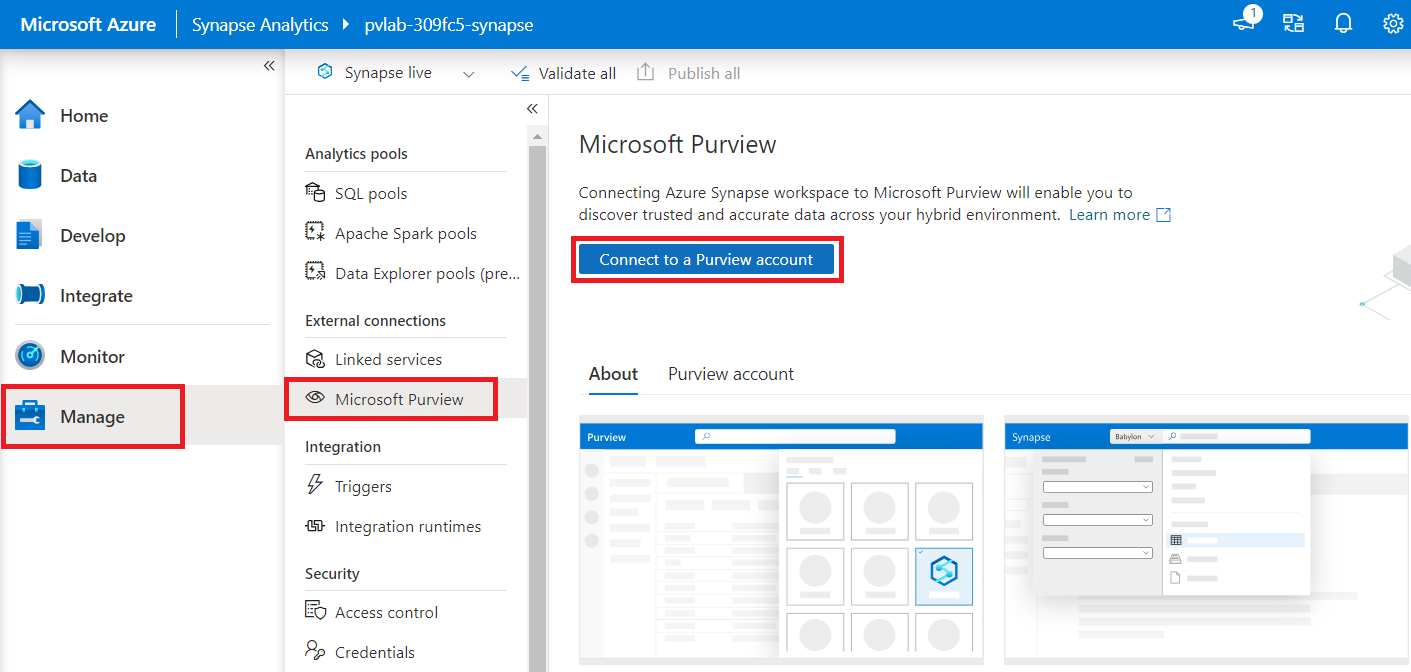 Microsoft Azure
Synapse Analytics
pvlab-309fc5-synapse
1
Synapse live
Validate all
Publish all
Home
Data
Develop
Integrate
Monitor
Manage
Analytics pools
SQL pools
Apache Spark pools
Data Explorer pools (pre...
External connections
Linked services
Microsoft Purview
Integration
Triggers
Integration runtimes
Security
Access control
Credentials
Microsoft Purview
Connecting Azure Synapse workspace to Microsoft Purview will enable you to
discover trusted and accurate data across your hybrid environment. Learn more
Connect to a Purview account
About
Purview account
Purview
Synapse
Babylon